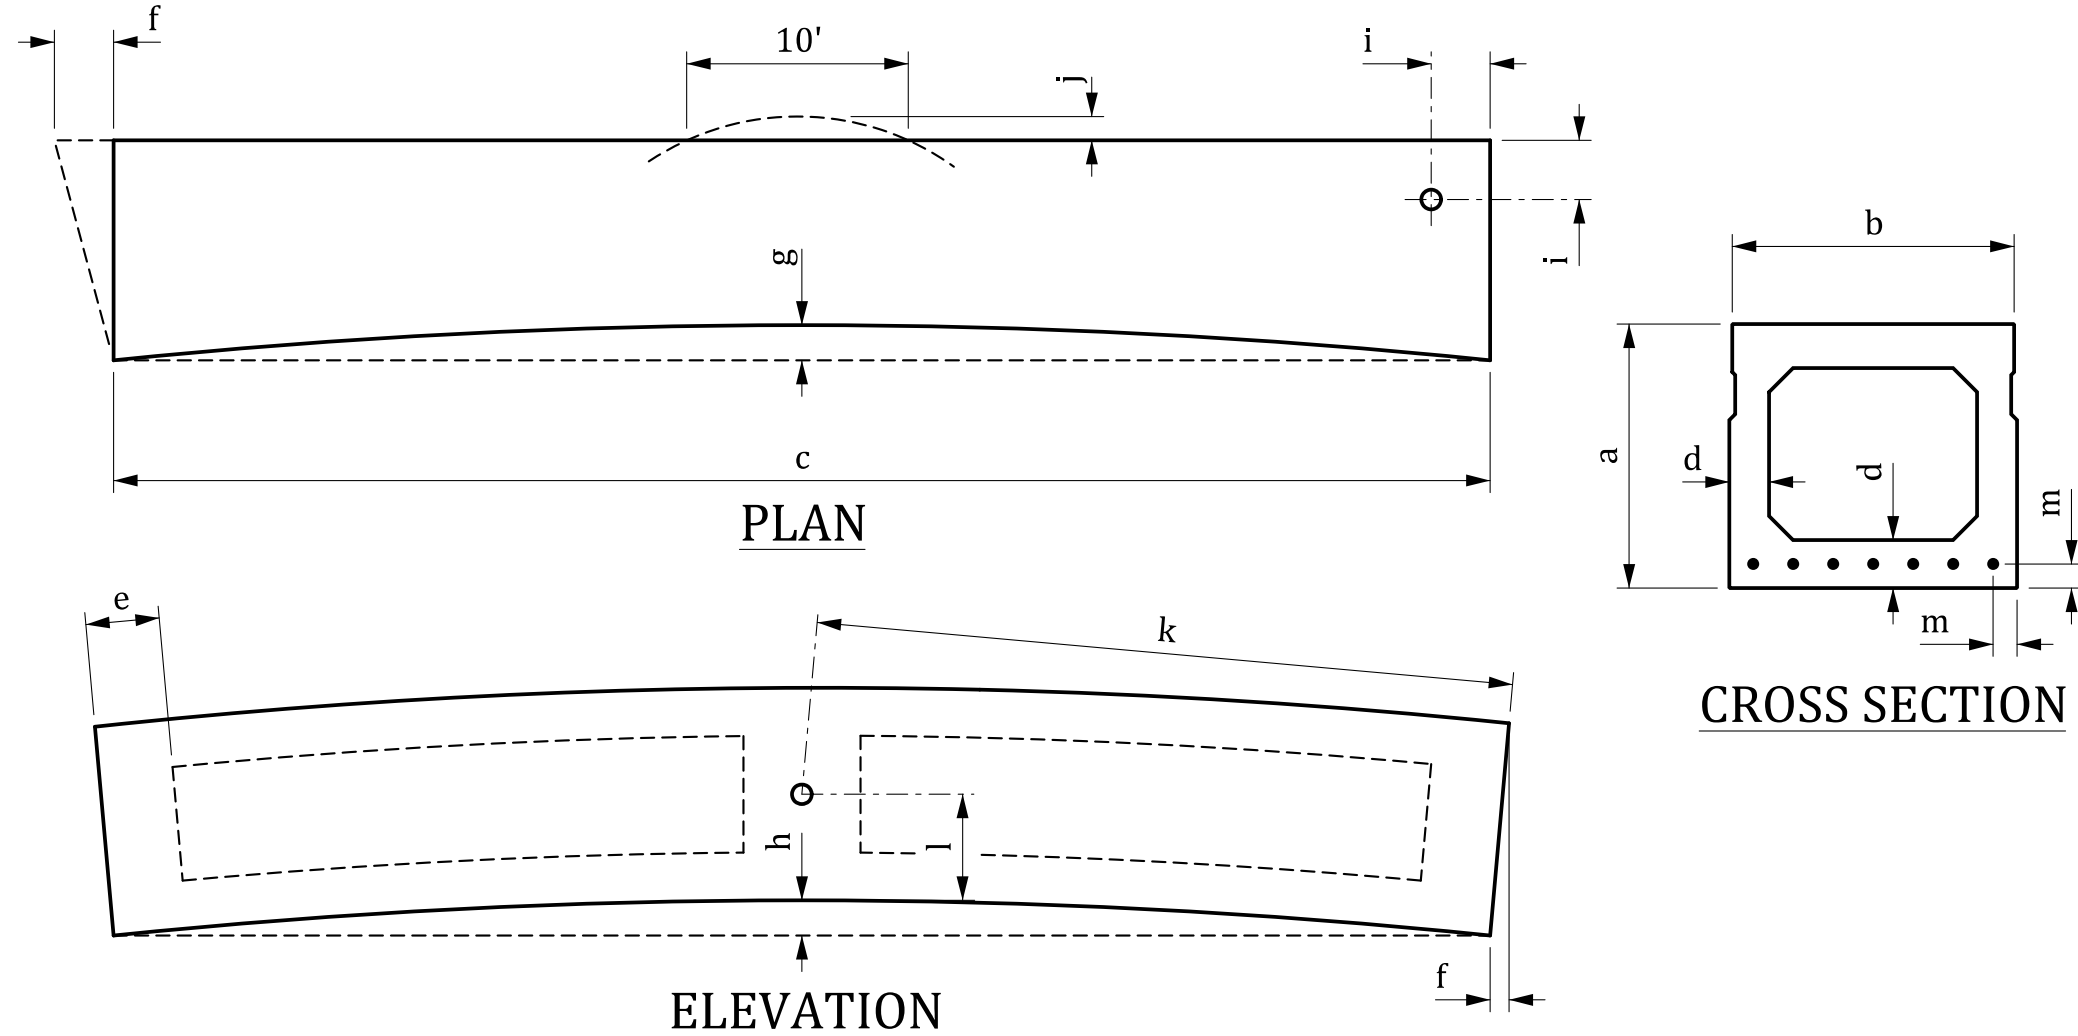 f
10'
j
i
i
g
c
PLAN
b
a
d
d
m
m
CROSS SECTION
e
k
h
l
f
ELEVATION